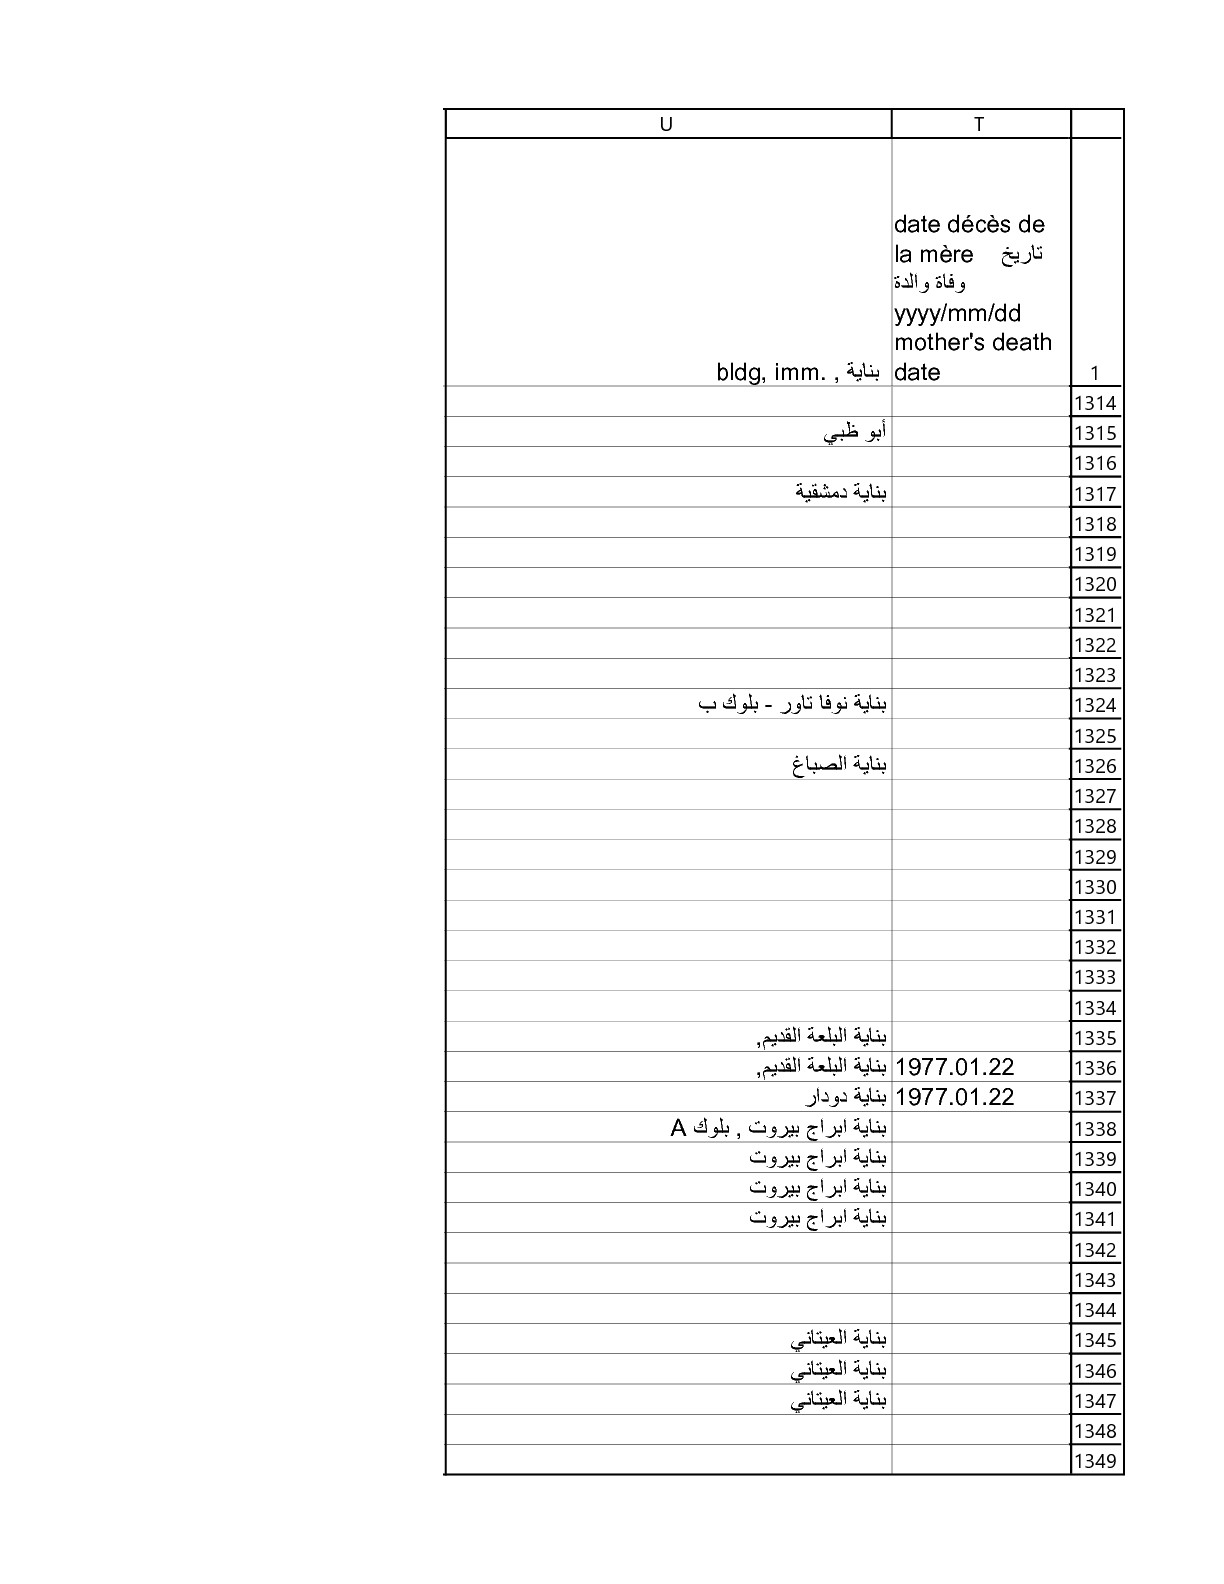 T U
1 date décès de
la mère تاريخ
وفاة والدة
yyyy/mm/dd
mother's death
date بناية , .bldg, imm
1314
1315 أبو ظبي
1316
1317 بناية دمشقية
1318
1319
1320
1321
1322
1323
1324 بناية نوفا تاور - بلوك ب
1325
1326 بناية الصباغ
1327
1328
1329
1330
1331
1332
1333
1334
1335 بناية البلعة القديم,
1336 1977.01.22 بناية البلعة القديم,
1337 1977.01.22 بناية دودار
1338 بناية ابراج بيروت , بلوك A
1339 بناية ابراج بيروت
1340 بناية ابراج بيروت
1341 بناية ابراج بيروت
1342
1343
1344
1345 بناية العيتاني
1346 بناية العيتاني
1347 بناية العيتاني
1348
1349